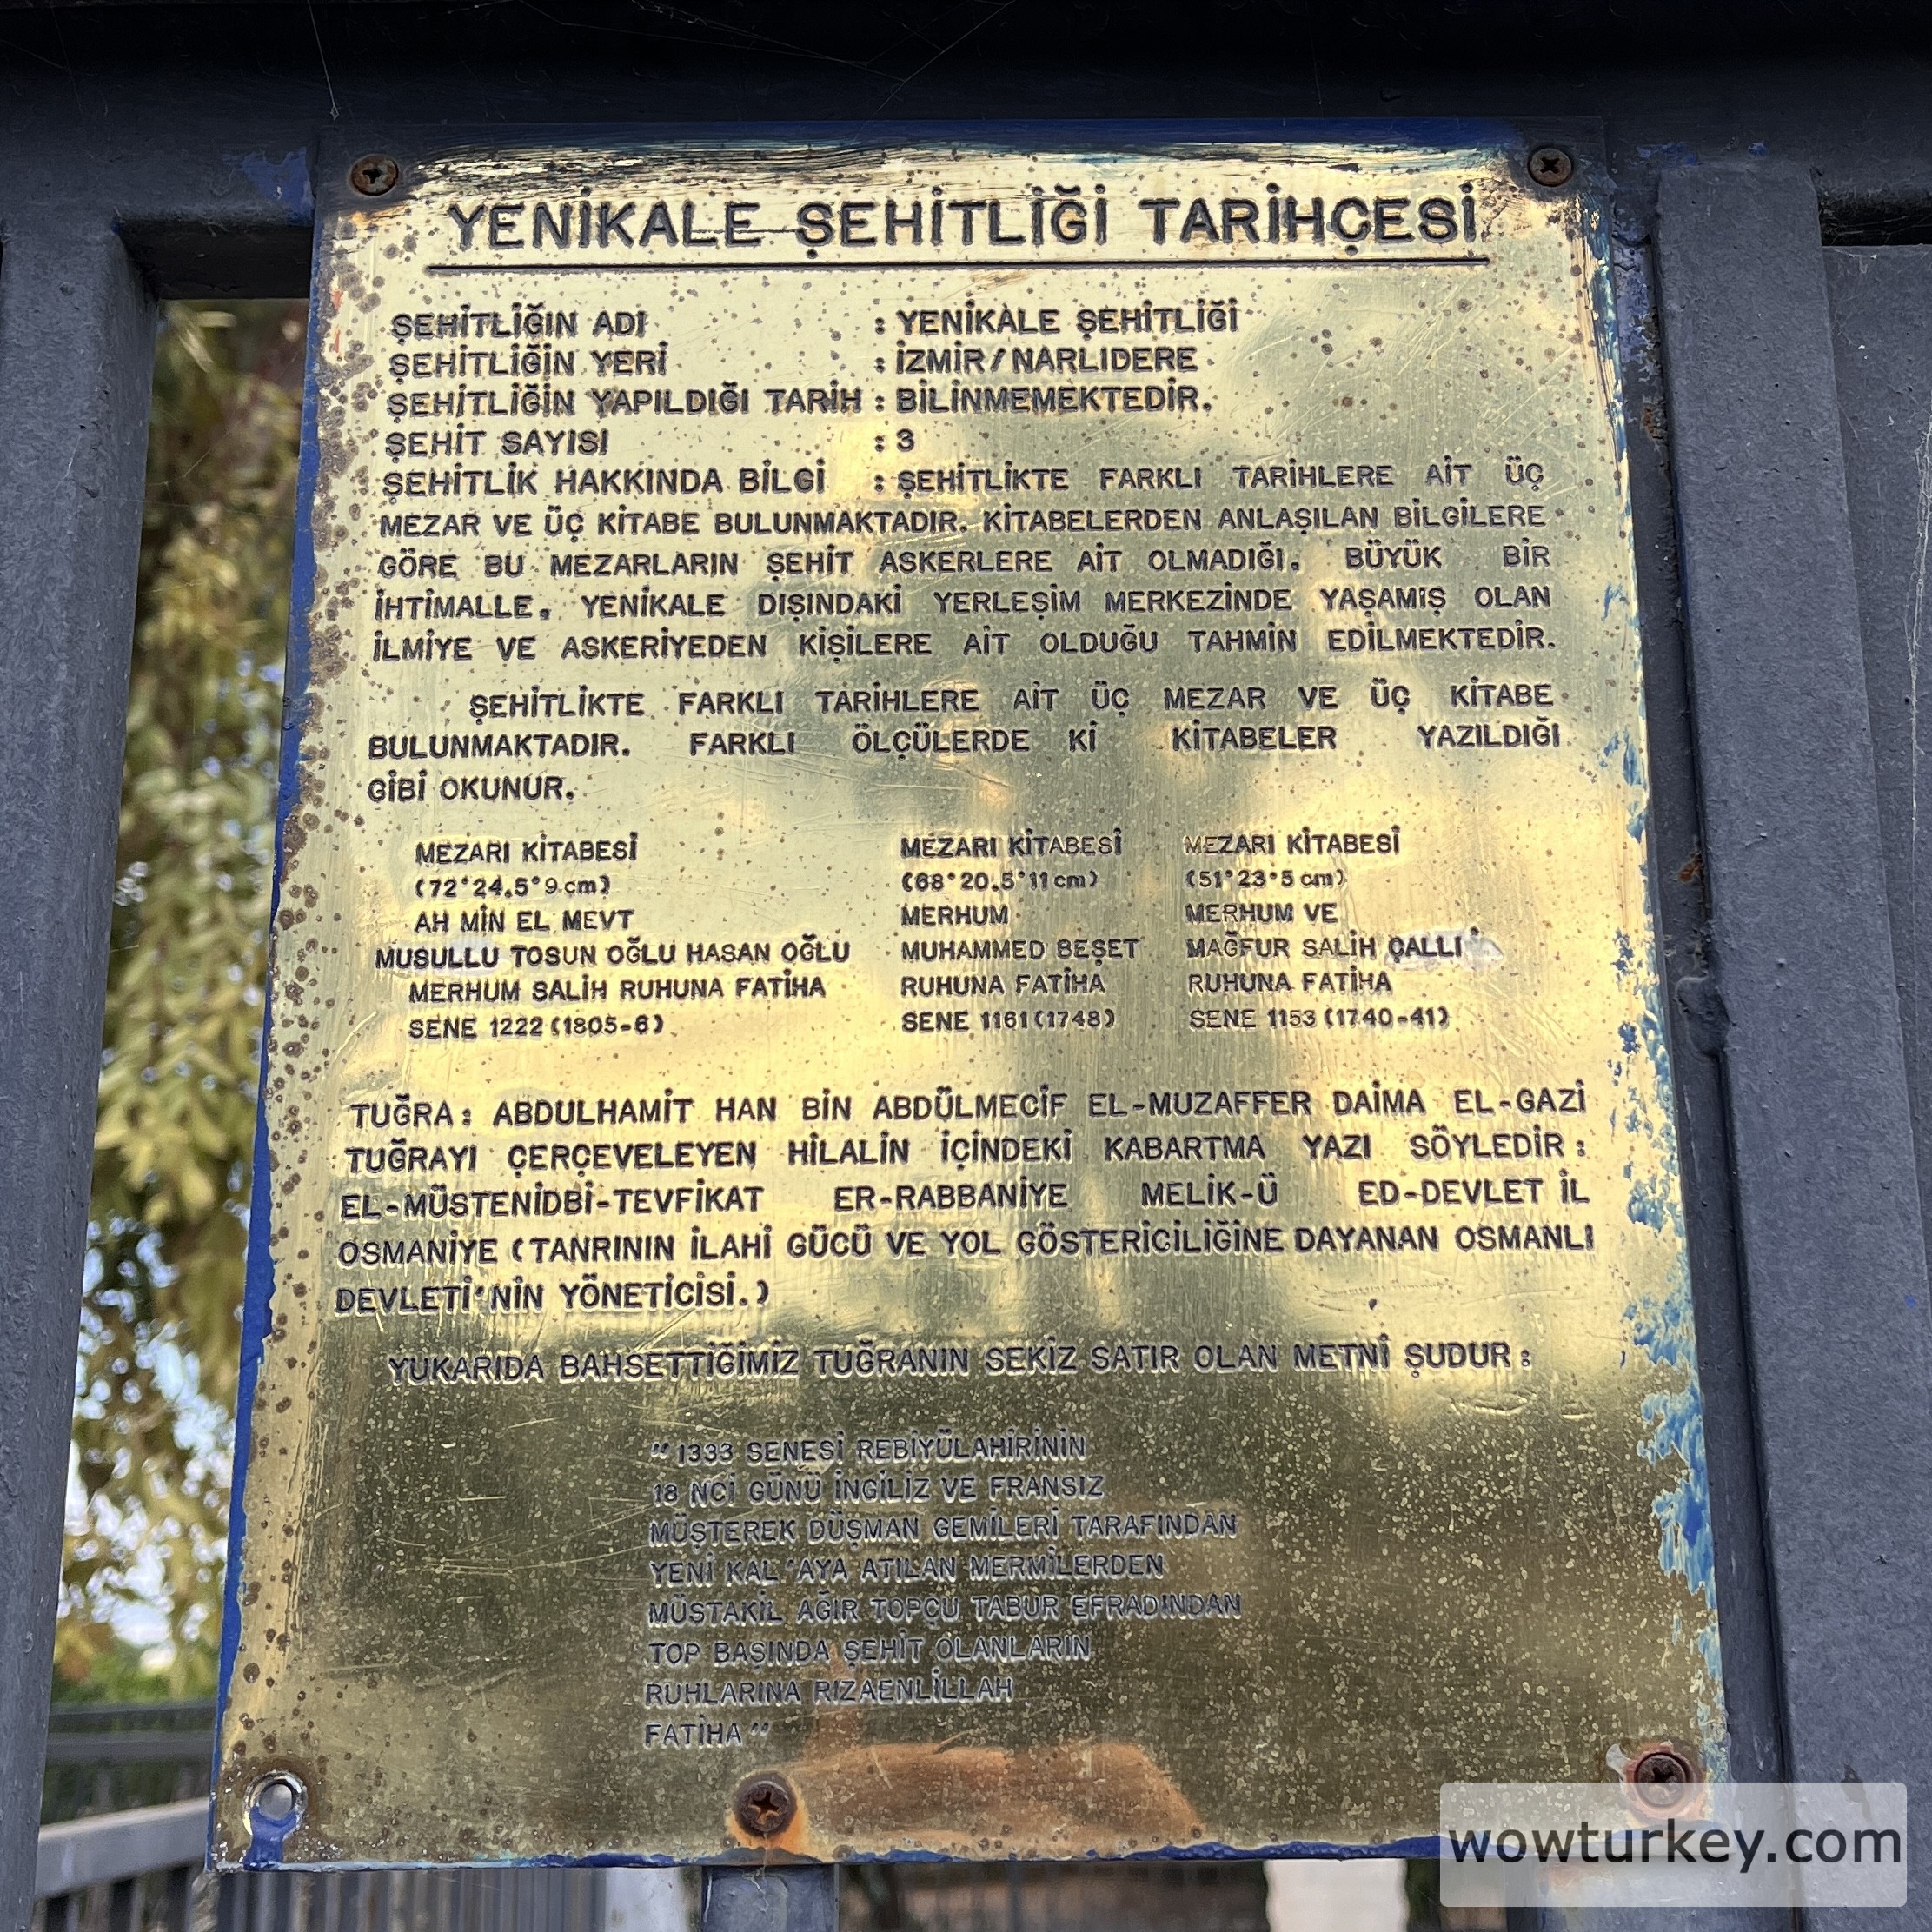 YENİKALE ŞEHİTLİĞİ TARİHÇESİ
ŞEHİTLİĞİN ADI : YENİKALE ŞEHİTLİĞİ
ŞEHİTLİĞİN YERİ : İZMİR/NARLIDERE
ŞEHİTLİĞİN YAPILDIĞI TARİH : BİLİNMEMEKTEDİR.
ŞEHİT SAYISI : 3
ŞEHİTLİK HAKKINDA BİLGİ : ŞEHİTLİKTE FARKLI TARİHLERE AİT ÜÇ
MEZAR VE ÜÇ KİTABE BULUNMAKTADIR. KİTABELERDEN ANLAŞILAN BİLGİLERE
GÖRE BU MEZARLARIN ŞEHİT ASKERLERE AİT OLMADIĞI, BÜYÜK BİR
İHTİMALLE, YENİKALE DIŞINDAKİ YERLEŞİM MERKEZİNDE YAŞAMIŞ OLAN
İLMİYE VE ASKERİYEDEN KİŞİLERE AİT OLDUĞU TAHMİN EDİLMEKTEDİR.
ŞEHİTLİKTE FARKLI TARİHLERE AİT ÜÇ MEZAR VE ÜÇ KİTABE
BULUNMAKTADIR. FARKLI ÖLÇÜLERDE Kİ KİTABELER YAZILDIĞI
GİBİ OKUNUR.
MEZARI KİTABESİ
(72*24.5*9 cm)
AH MİN EL MEVT
MUSULLU TOSUN OĞLU HASAN OĞLU
MERHUM SALİH RUHUNA FATİHA
SENE 1222 (1805-6)
MEZARI KİTABESİ
(68*20.5*11 cm)
MERHUM
MUHAMMED BEŞET
RUHUNA FATİHA
SENE 1161 (1748)
MEZARI KİTABESİ
(51*23*5 cm)
MERHUM VE
MAĞFUR SALİH ÇALLI
RUHUNA FATİHA
SENE 1153 (1740-41)
TUĞRA: ABDULHAMİT HAN BİN ABDÜLMECİF EL-MUZAFFER DAİMA EL-GAZİ
TUĞRAYI ÇERÇEVELEYEN HİLALİN İÇİNDEKİ KABARTMA YAZI SÖYLEDİR:
EL-MÜSTENİDBİ-TEVFİKAT ER-RABBANİYE MELİK-Ü ED-DEVLET İL
OSMANİYE (TANRININ İLAHİ GÜCÜ VE YOL GÖSTERİCİLİĞİNE DAYANAN OSMANLI
DEVLETİ'NİN YÖNETİCİSİ.)
YUKARIDA BAHSETTİĞİMİZ TUĞRANIN SEKİZ SATIR OLAN METNİ ŞUDUR:
"1333 SENESİ REBİYÜLAHİRİNİN
18 NCİ GÜNÜ İNGİLİZ VE FRANSIZ
MÜŞTEREK DÜŞMAN GEMİLERİ TARAFINDAN
YENİ KAL'AYA ATILAN MERMİLERDEN
MÜSTAKİL AĞIR TOPÇU TABUR EFRADINDAN
TOP BAŞINDA ŞEHİT OLANLARIN
RUHLARINA RIZAENLİLLAH
FATİHA"
wowturkey.com